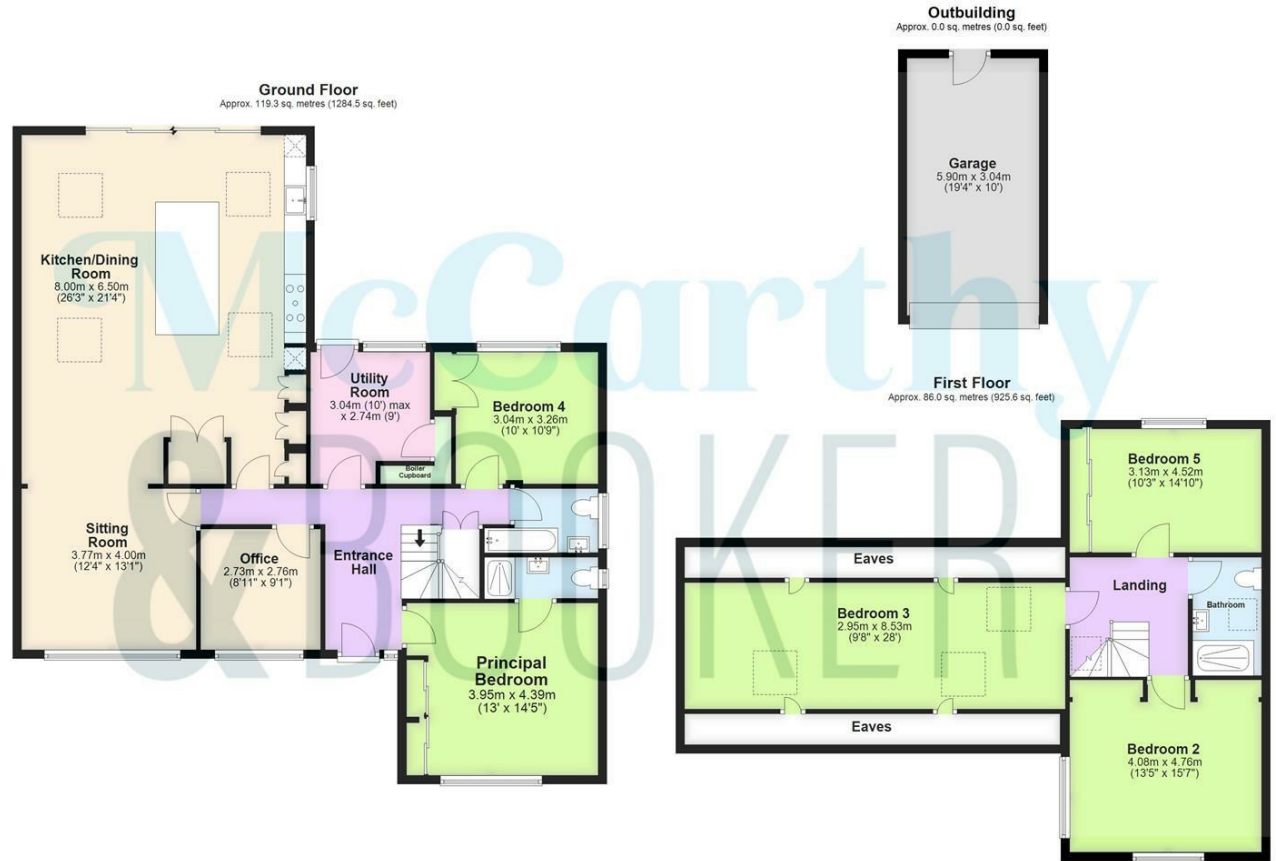 Outbuilding
Approx. 0.0 sq. metres (0.0 sq. feet)
Garage
5.90m x 3.04m
(19'4" x 10')
Ground Floor
Approx. 119.3 sq. metres (1284.5 sq. feet)
Kitchen/Dining
Room
8.00m x 6.50m
(26'3" x 21'4")
Utility
Room
3.04m (10') max
x 2.74m (9')
Bedroom 4
3.04m x 3.26m
(10' x 10'9")
Boiler
Cupboard
Sitting
Room
3.77m x 4.00m
(12'4" x 13'1")
Office
2.73m x 2.76m
(8'11" x 9'1")
Entrance
Hall
Principal
Bedroom
3.95m x 4.39m
(13' x 14'5")
First Floor
Approx. 86.0 sq. metres (925.6 sq. feet)
Bedroom 5
3.13m x 4.52m
(10'3" x 14'10")
Eaves
Landing
Bathroom
Bedroom 3
2.95m x 8.53m
(9'8" x 28')
Eaves
Bedroom 2
4.08m x 4.76m
(13'5" x 15'7")
McCarthy
&BOOKER